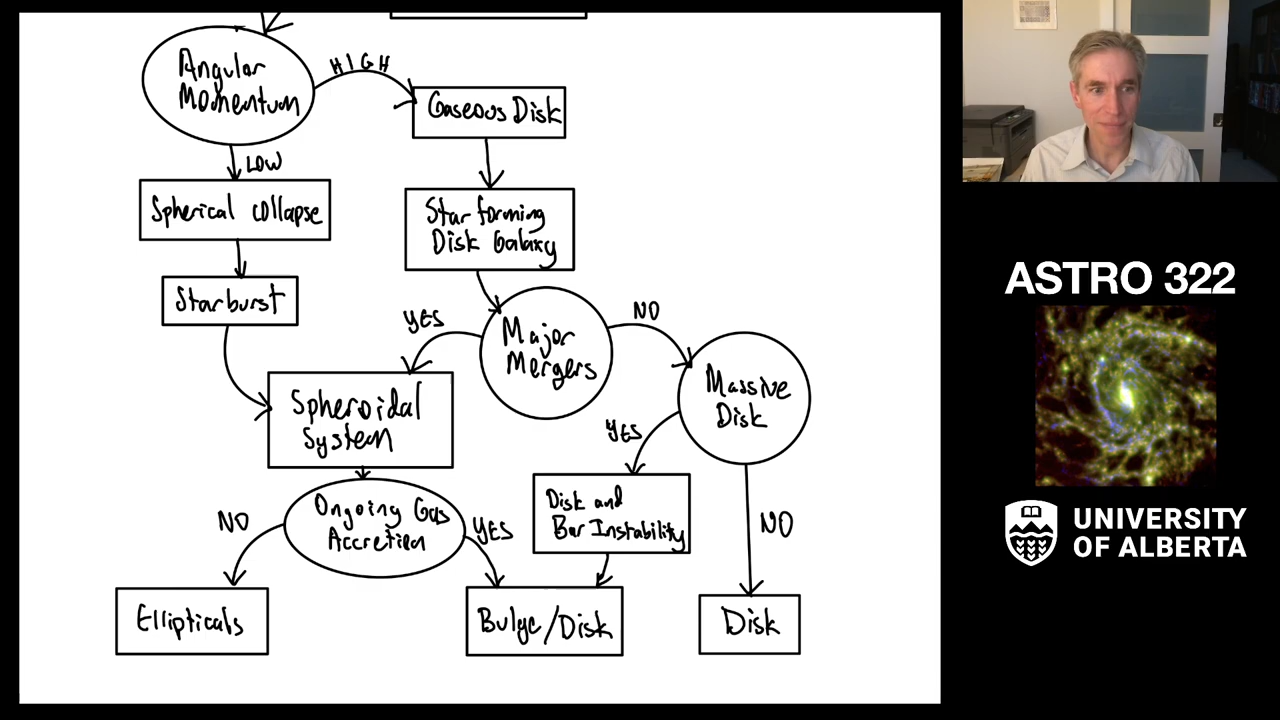 Angular
Momentum
HIGH
Gaseous Disk
LOW
Spherical collapse
Star forming
Disk Galaxy
Starburst
YES
Major
Mergers
NO
Massive
Disk
Spheroidal
System
YES
Disk and
Bar Instability
NO
Ongoing Gas
Accretion
YES
NO
Ellipticals
Bulge/Disk
Disk
ASTRO 322
UNIVERSITY
OF ALBERTA